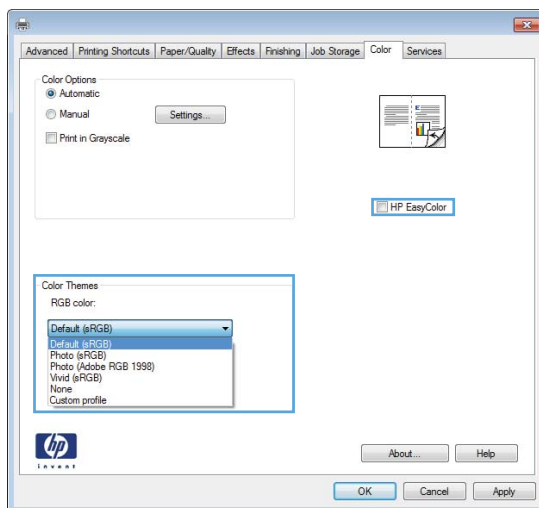 Advanced Printing Shortcuts Paper/Quality Effects Finishing Job Storage Color Services
Color Options
Automatic
Manual Settings...
Print in Grayscale
E
HP EasyColor
Color Themes
RGB color:
Default (sRGB)
Default (sRGB)
Photo (sRGB)
Photo (Adobe RGB 1998)
Vivid (sRGB)
None
Custom profile
hp
invent
About... Help
OK Cancel Apply